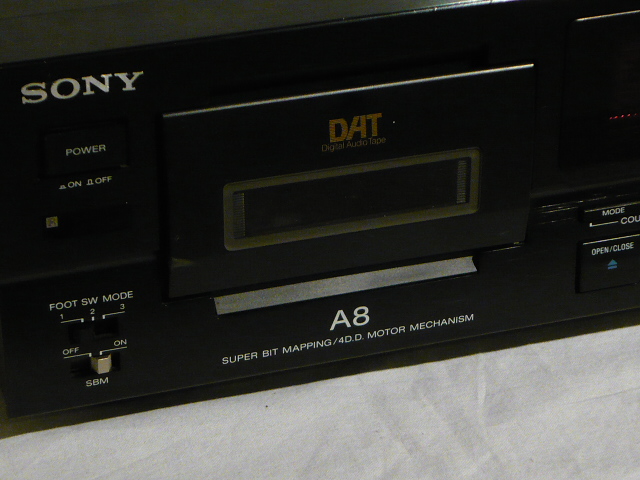 SONY
DAT
Digital Audio Tape
POWER
ON OFF
MODE
COU
OPEN/CLOSE
FOOT SW MODE
1 2 3
OFF ON
SBM
A8
SUPER BIT MAPPING/4D.D. MOTOR MECHANISM